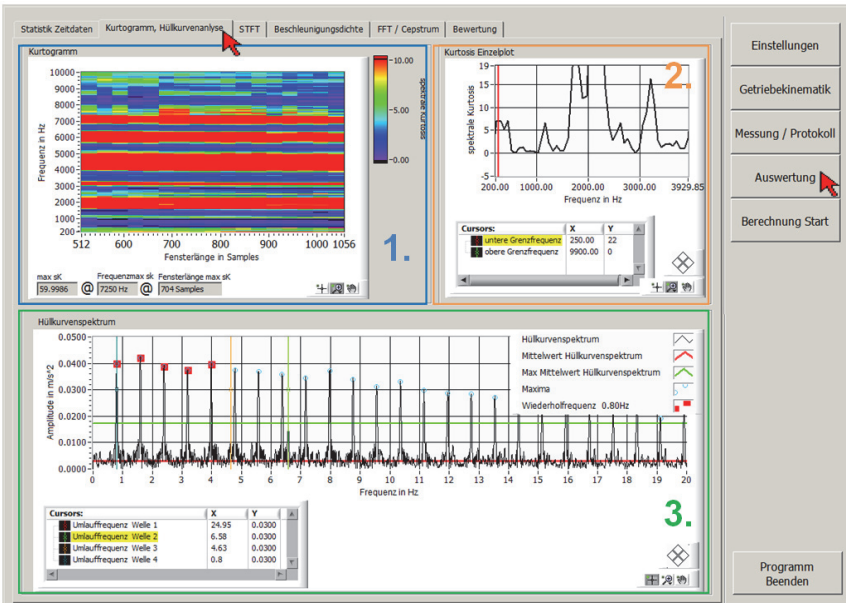 Statistik Zeitdaten Kurtogramm, Hüllkurvenanlyse STFT Beschleunigungsdichte FFT / Cepstrum Bewertung
Kurtogramm
10000
9000
8000
7000
6000
5000
4000
3000
2000
1000
200
Frequenz in Hz
512 600 700 800 900 1000 1056
Fensterlänge in Samples
10.00
5.00
0.00
spektrale Kurtosis
1.
max sK Frequenzmax sk Fensterlänge max sK
59.9986 @ 7250 Hz @ 704 Samples
Kurtosis Einzelplot
2.
19
15
10
5
0
-5
spektrale Kurtosis
200.00 1000.00 2000.00 3000.00 3929.85
Frequenz in Hz
Cursors: X Y
untere Grenzfrequenz 250.00 22
obere Grenzfrequenz 9900.00 0
Einstellungen
Getriebekinematik
Messung / Protokoll
Auswertung
Berechnung Start
Hüllkurvenspektrum
0.0500
0.0400
0.0300
0.0200
0.0100
0.0000
Amplitude in m/s^2
0 1 2 3 4 5 6 7 8 9 10 11 12 13 14 15 16 17 18 19 20
Frequenz in Hz
Hüllkurvenspektrum
Mittelwert Hüllkurvenspektrum
Max Mittelwert Hüllkurvenspektrum
Maxima
Wiederholfrequenz 0.80Hz
3.
Cursors: X Y
Umlauffrequenz Welle 1 24.95 0.0300
Umlauffrequenz Welle 2 6.58 0.0300
Umlauffrequenz Welle 3 4.63 0.0300
Umlauffrequenz Welle 4 0.8 0.0300
Programm
Beenden